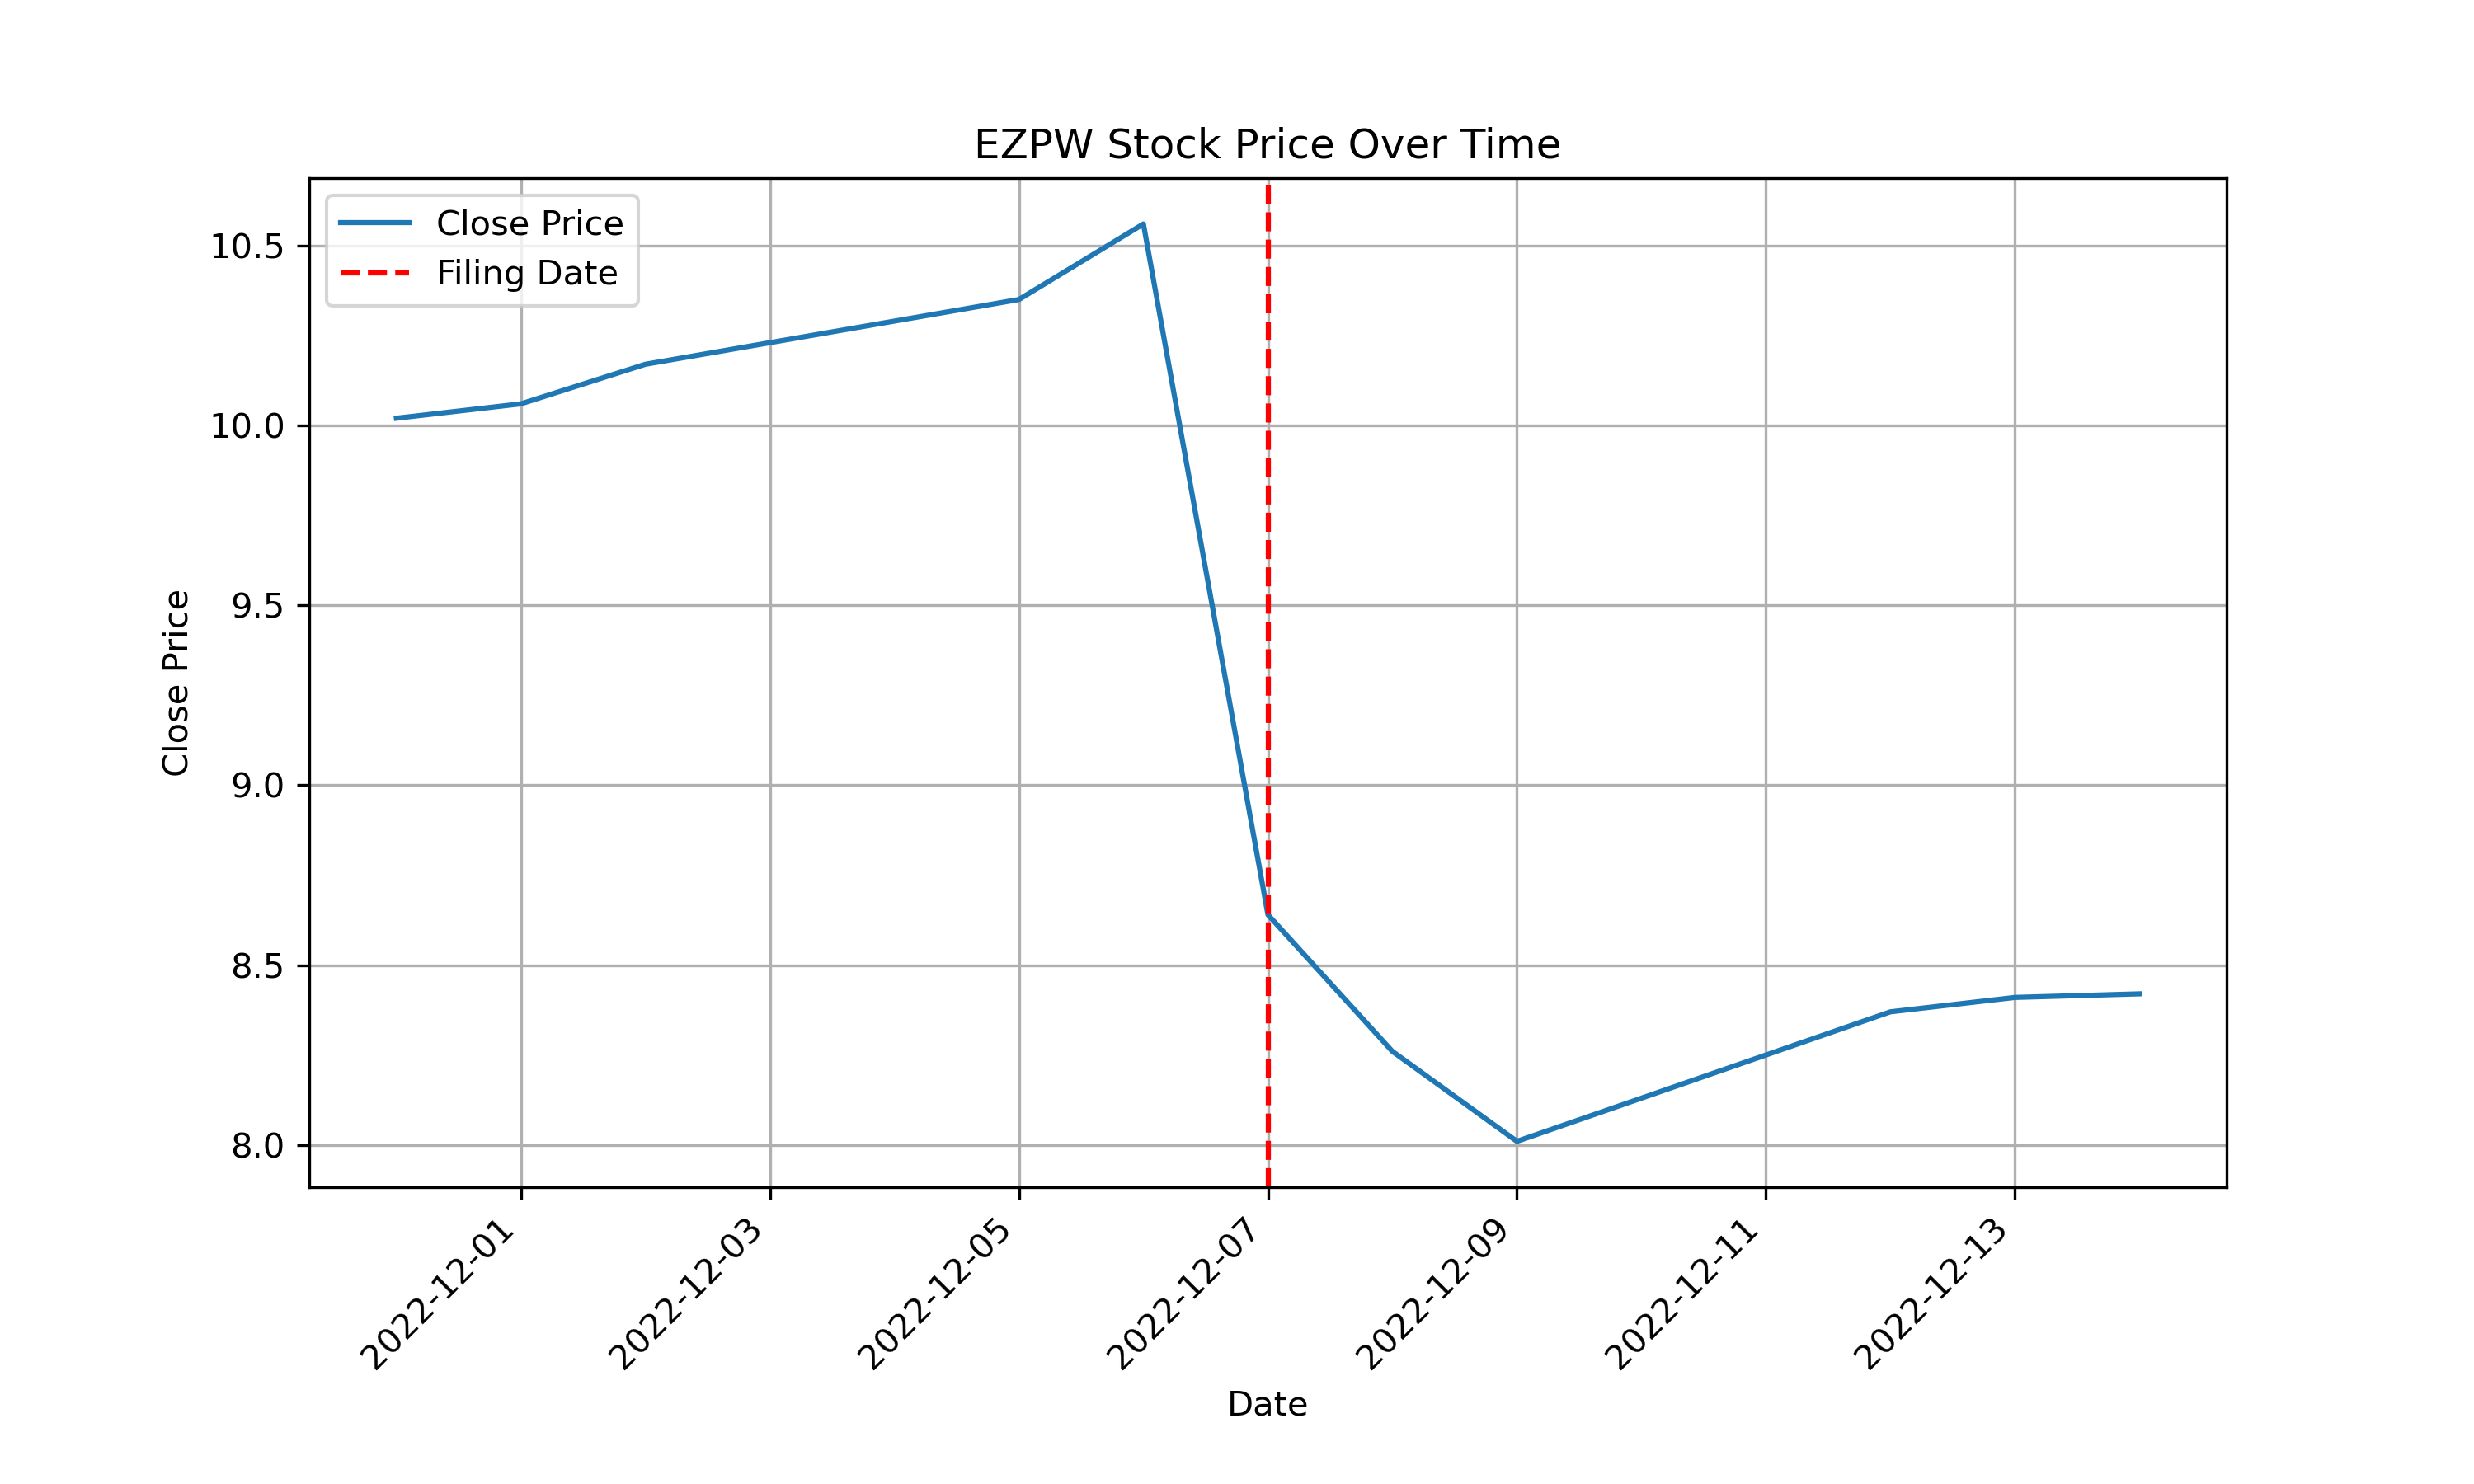 EZPW Stock Price Over Time
Close Price
Filing Date
10.5
10.0
9.5
9.0
8.5
8.0
Close Price
2022-12-01
2022-12-03
2022-12-05
2022-12-07
2022-12-09
2022-12-11
2022-12-13
Date